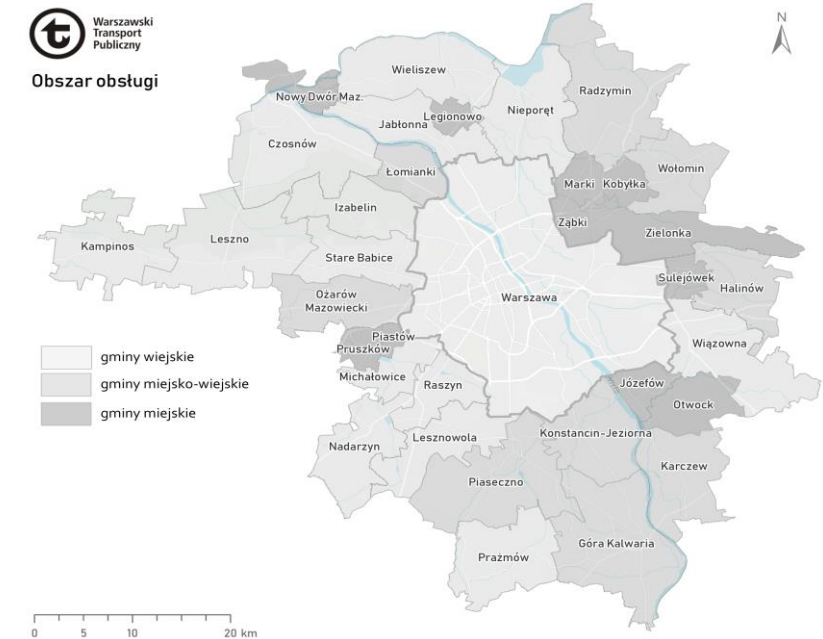 Warszawski
Transport
Publiczny
Obszar obsługi
N
Wieliszew
Radzymin
Nowy Dwór Maz.
Nieporęt
Legionowo
Jabłonna
Czosnów
Łomianki
Wołomin
Marki
Kobyłka
Izabelin
Ząbki
Zielonka
Leszno
Kampinos
Stare Babice
Sulejówek
Halinów
Ożarów
Mazowiecki
Warszawa
Piastów
Pruszków
Wiązowna
gminy wiejskie
Michałowice
Raszyn
Józefów
gminy miejsko-wiejskie
Otwock
gminy miejskie
Konstancin-Jeziorna
Lesznowola
Nadarzyn
Karczew
Piaseczno
Góra Kalwaria
Prażmów
0 5 10 20 km